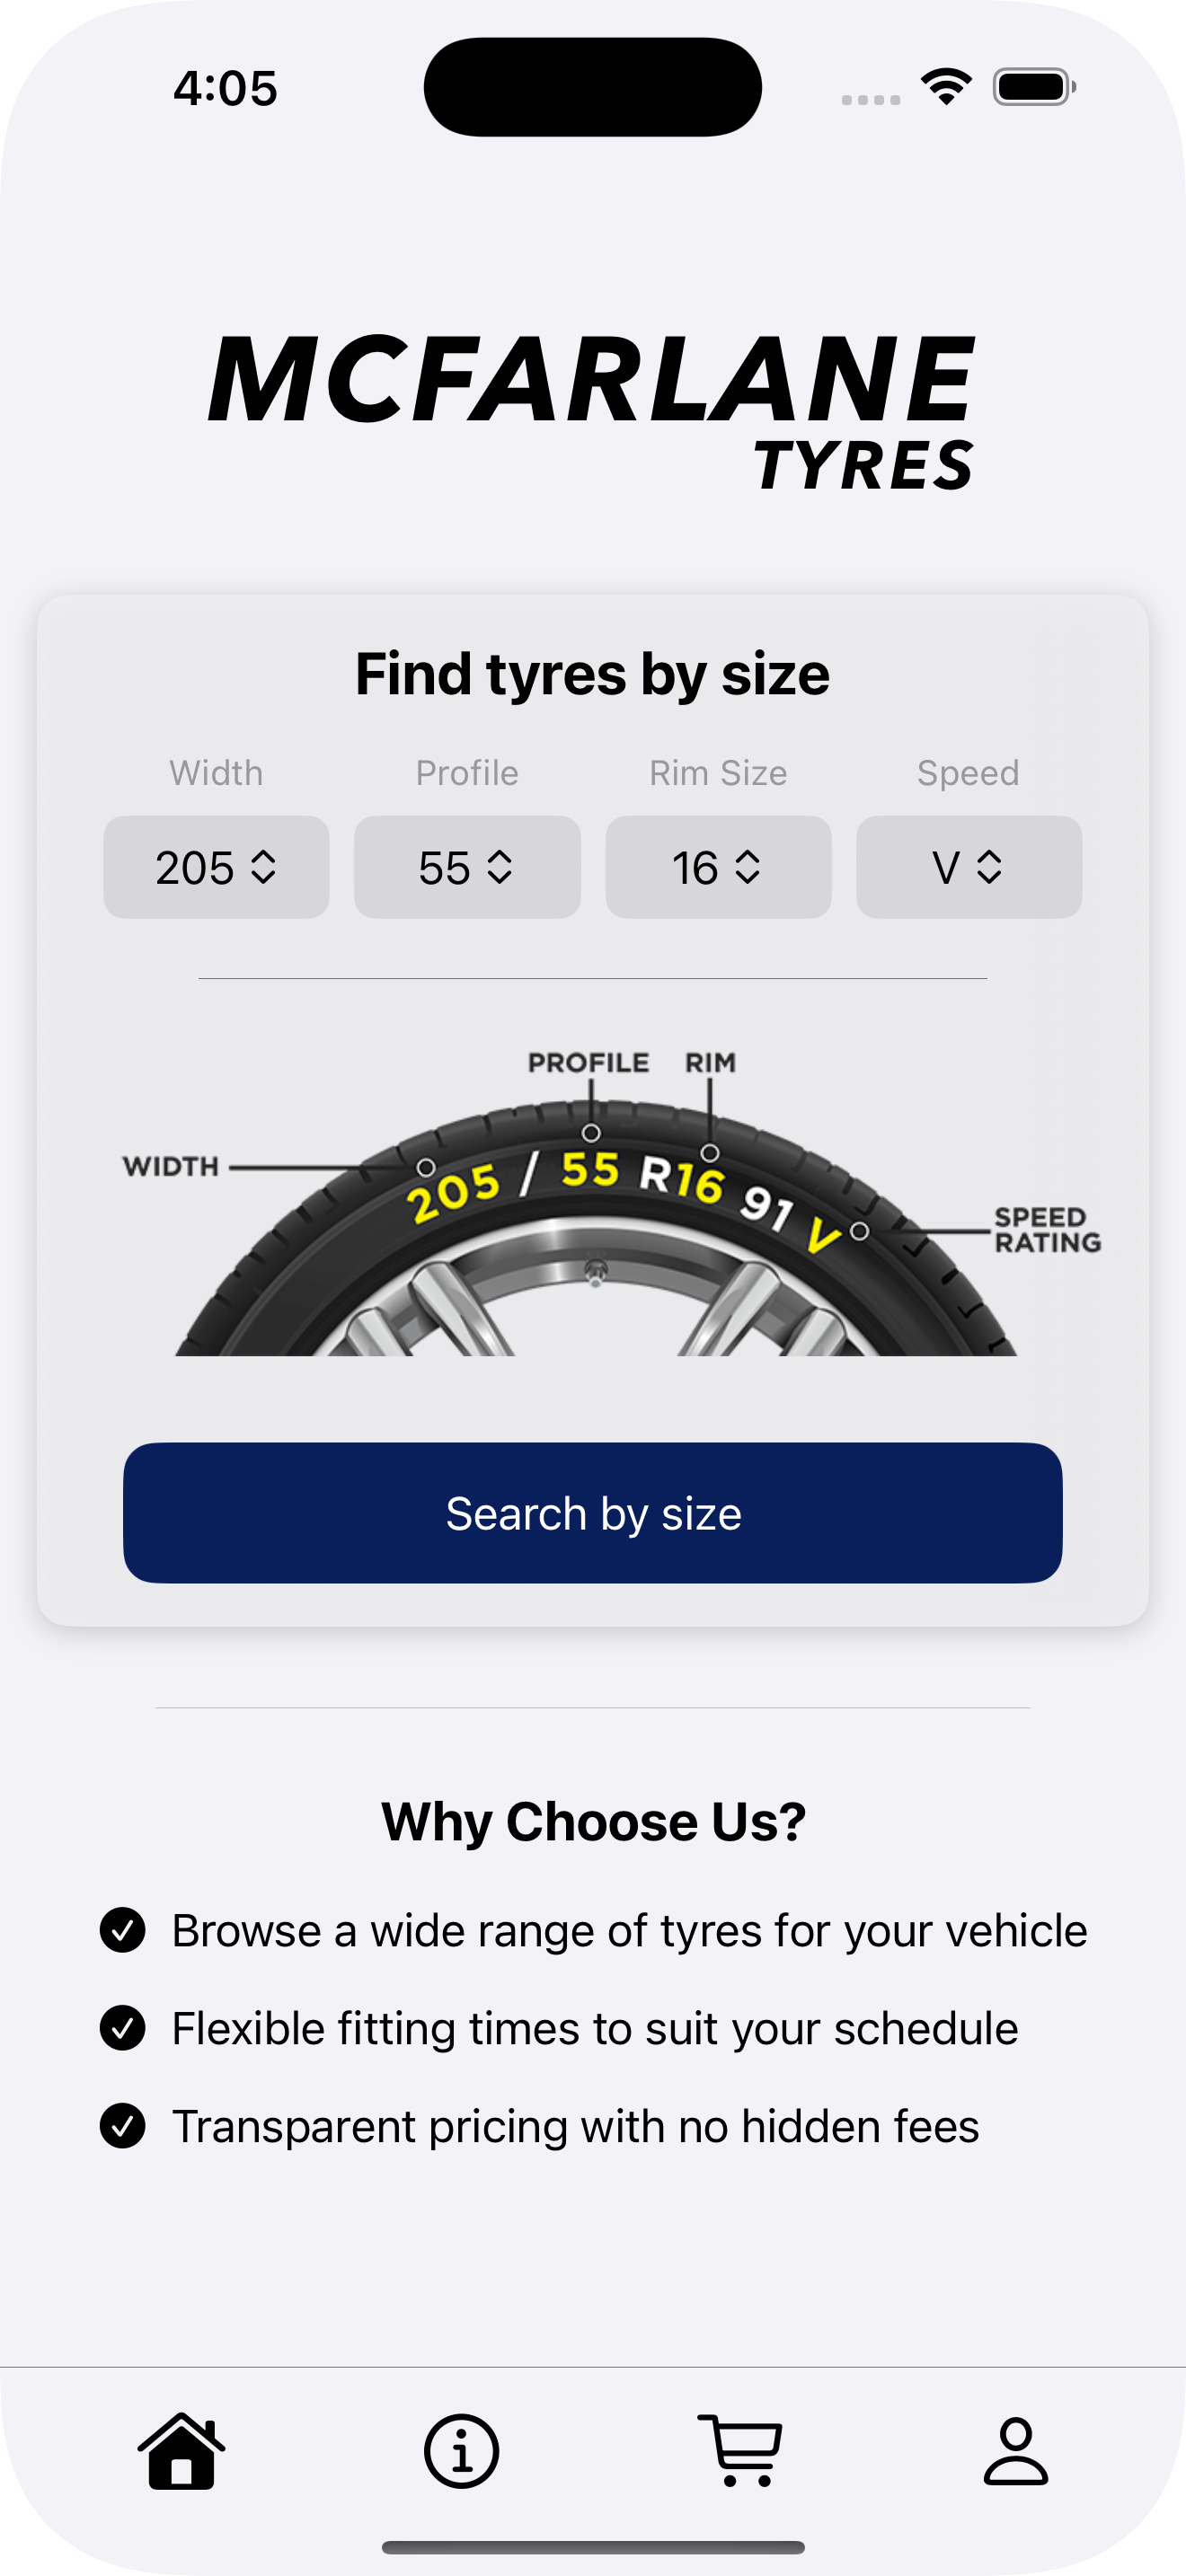 4:05
MCFARLANE
TYRES
Find tyres by size
Width Profile Rim Size Speed
205 55 16 V
PROFILE RIM
WIDTH
205 / 55 R16 91 V
SPEED
RATING
Search by size
Why Choose Us?
Browse a wide range of tyres for your vehicle
Flexible fitting times to suit your schedule
Transparent pricing with no hidden fees